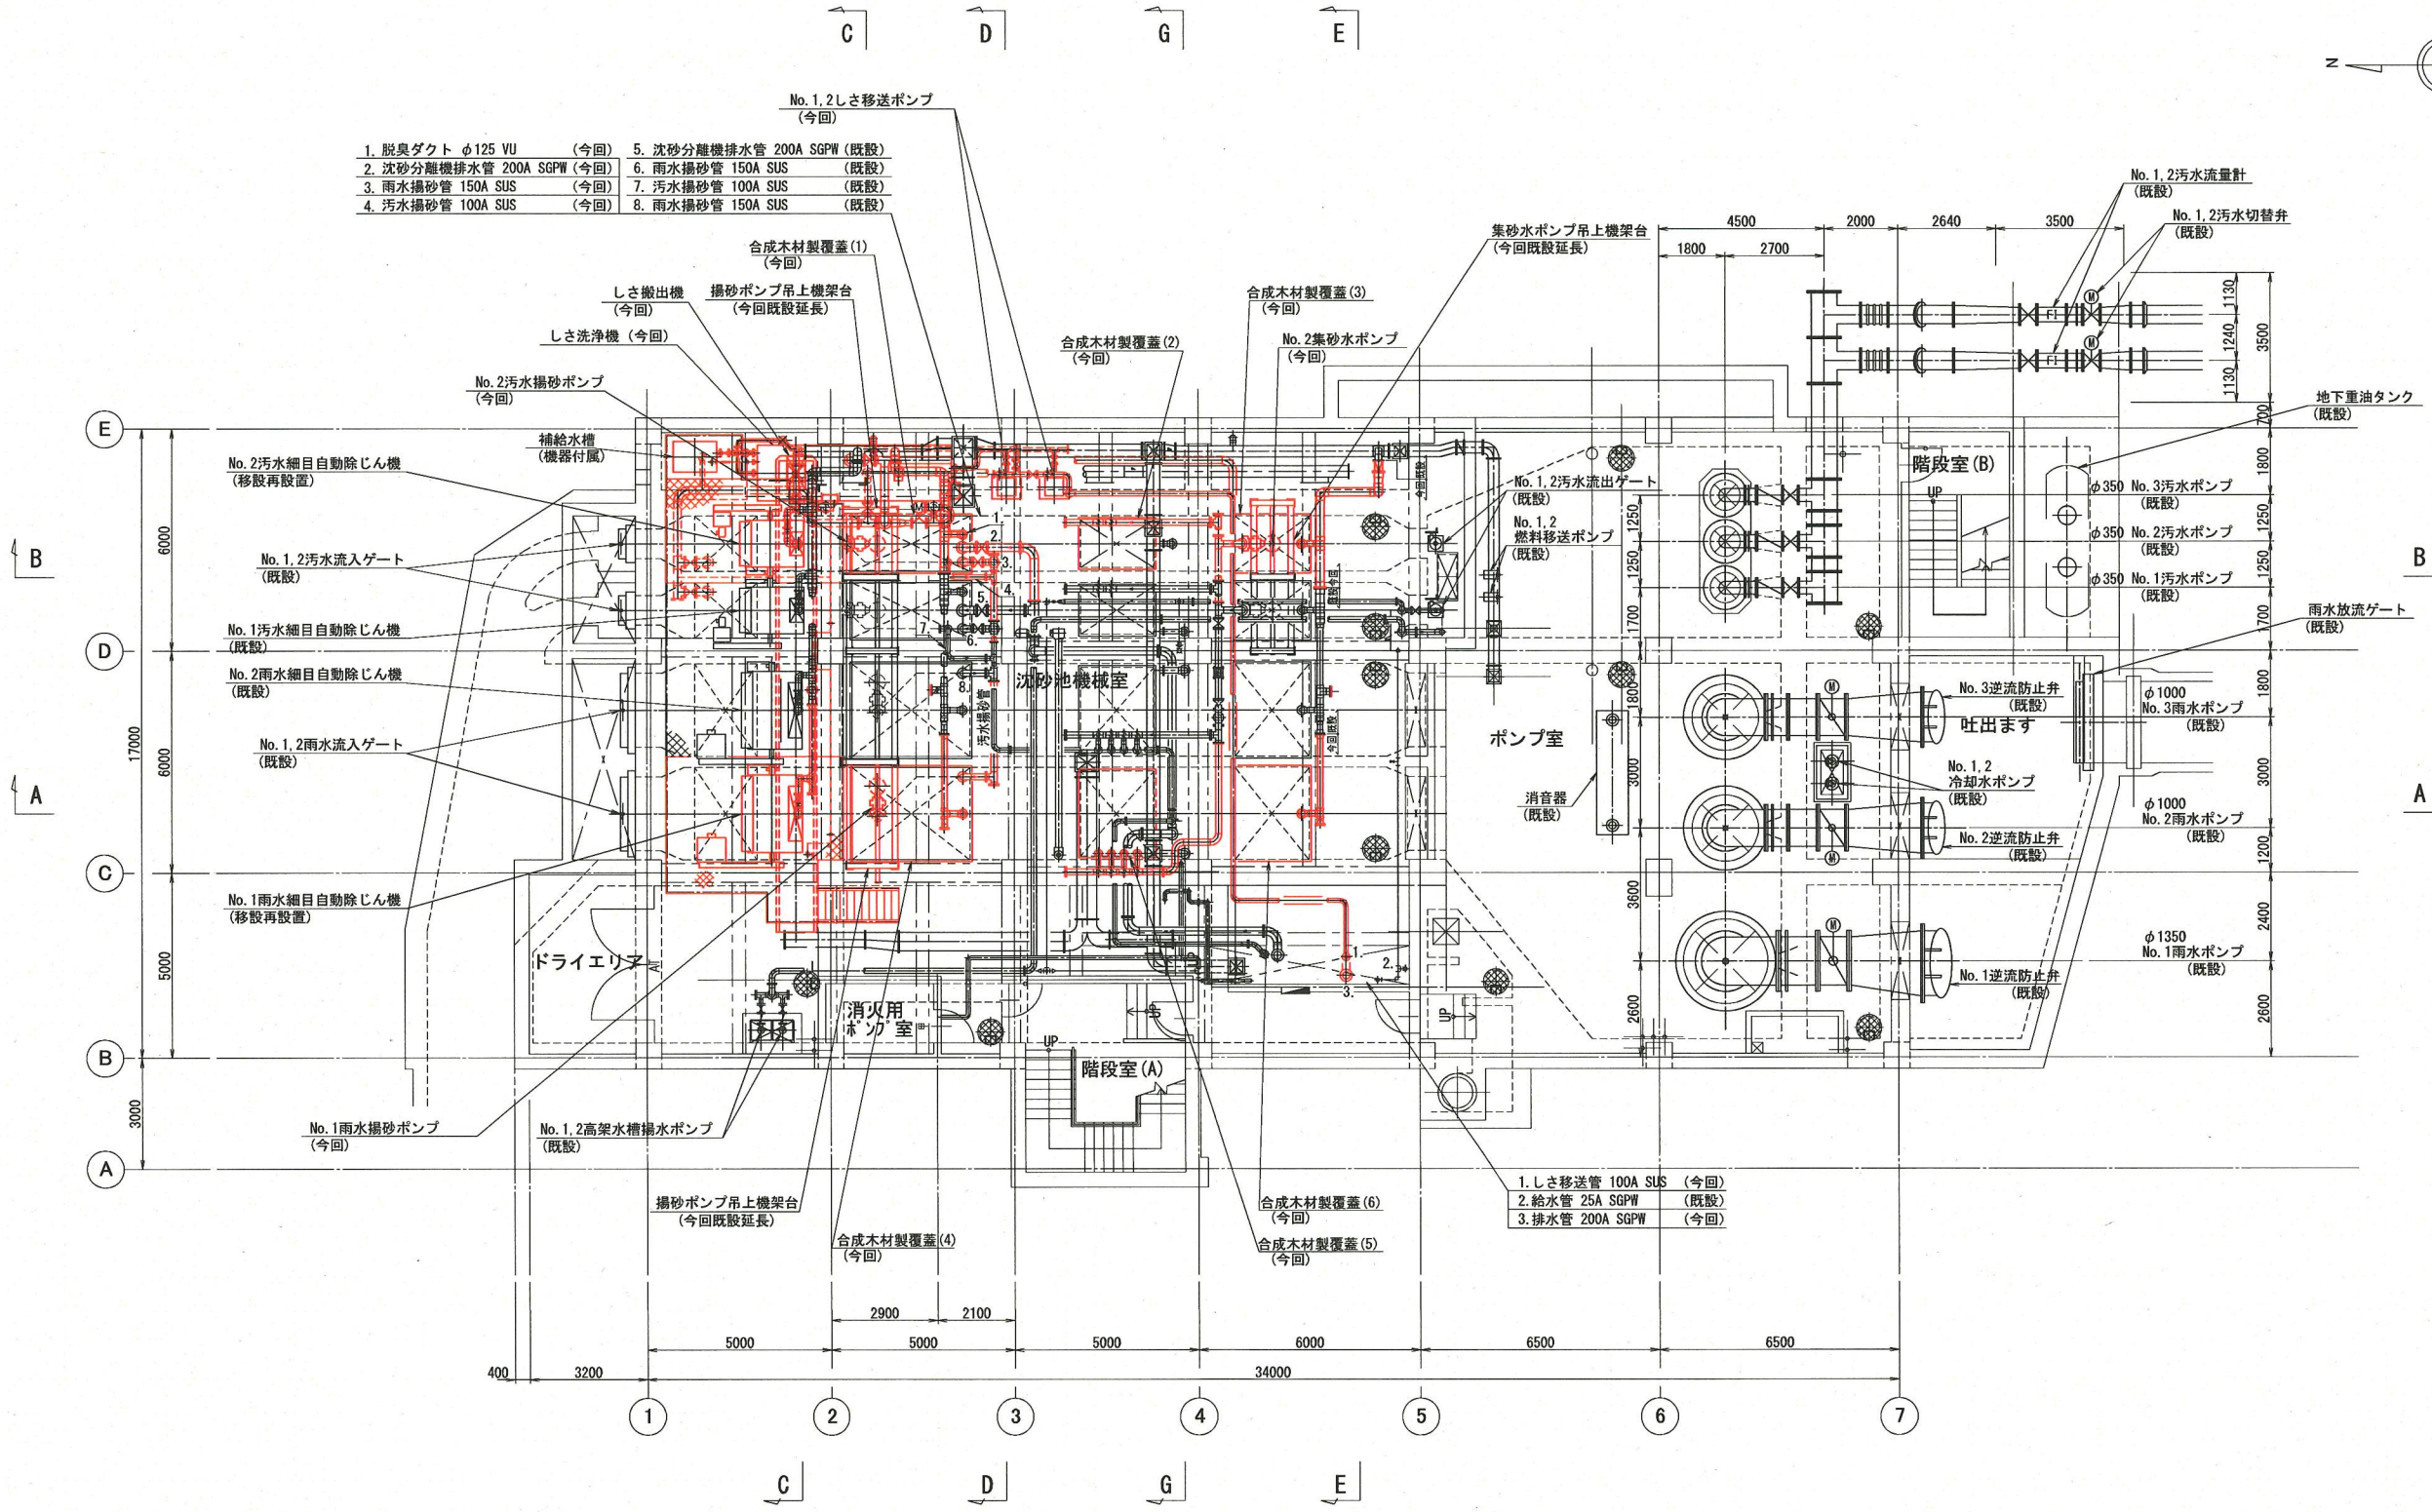 C
D
G
E
N
No.1,2しさ移送ポンプ
(今回)
1. 脱臭ダクト φ125 VU (今回)
2. 沈砂分離機排水管 200A SGPW (今回)
3. 雨水揚砂管 150A SUS (今回)
4. 汚水揚砂管 100A SUS (今回)
5. 沈砂分離機排水管 200A SGPW (既設)
6. 雨水揚砂管 150A SUS (既設)
7. 汚水揚砂管 100A SUS (既設)
8. 雨水揚砂管 150A SUS (既設)
合成木材製覆蓋(1)
(今回)
しさ搬出機
(今回)
揚砂ポンプ吊上機架台
(今回既設延長)
しさ洗浄機 (今回)
No.2汚水揚砂ポンプ
(今回)
合成木材製覆蓋(2)
(今回)
合成木材製覆蓋(3)
(今回)
No.2集砂水ポンプ
(今回)
集砂水ポンプ吊上機架台
(今回既設延長)
No.1,2汚水流量計
(既設)
No.1,2汚水切替弁
(既設)
4500
2000
2640
3500
1800
2700
M
FI
M
FI
1130
1240
1130
3500
700
地下重油タンク
(既設)
E
補給水槽
(機器付属)
No.2汚水細目自動除じん機
(移設再設置)
No.1,2汚水流入ゲート
(既設)
No.1汚水細目自動除じん機
(既設)
No.2雨水細目自動除じん機
(既設)
No.1,2雨水流入ゲート
(既設)
No.1雨水細目自動除じん機
(移設再設置)
B
D
A
C
B
A
6000
6000
5000
17000
3000
1.
2.
3.
4.
5.
6.
7.
8.
汚水揚砂管
沈砂池機械室
今回既設
既設今回
今回既設
No.1,2汚水流出ゲート
(既設)
No.1,2
燃料移送ポンプ
(既設)
階段室(B)
UP
φ350 No.3汚水ポンプ
(既設)
φ350 No.2汚水ポンプ
(既設)
φ350 No.1汚水ポンプ
(既設)
雨水放流ゲート
(既設)
1250
1250
1700
1800
3000
3600
2600
1800
1250
1250
1700
1800
3000
1200
2400
2600
B
A
ポンプ室
消音器
(既設)
M
No.3逆流防止弁
(既設)
吐出ます
φ1000
No.3雨水ポンプ
(既設)
No.1,2
冷却水ポンプ
(既設)
M
No.2逆流防止弁
(既設)
φ1000
No.2雨水ポンプ
(既設)
M
No.1逆流防止弁
(既設)
φ1350
No.1雨水ポンプ
(既設)
ドライエリア
消火用
ポンプ室
UP
UP
UP
階段室(A)
1.
2.
3.
No.1雨水揚砂ポンプ
(今回)
No.1,2高架水槽揚水ポンプ
(既設)
揚砂ポンプ吊上機架台
(今回既設延長)
合成木材製覆蓋(4)
(今回)
合成木材製覆蓋(6)
(今回)
合成木材製覆蓋(5)
(今回)
1.しさ移送管 100A SUS (今回)
2.給水管 25A SGPW (既設)
3.排水管 200A SGPW (今回)
2900
2100
5000
5000
5000
6000
6500
6500
400
3200
34000
1
2
3
4
5
6
7
C
D
G
E